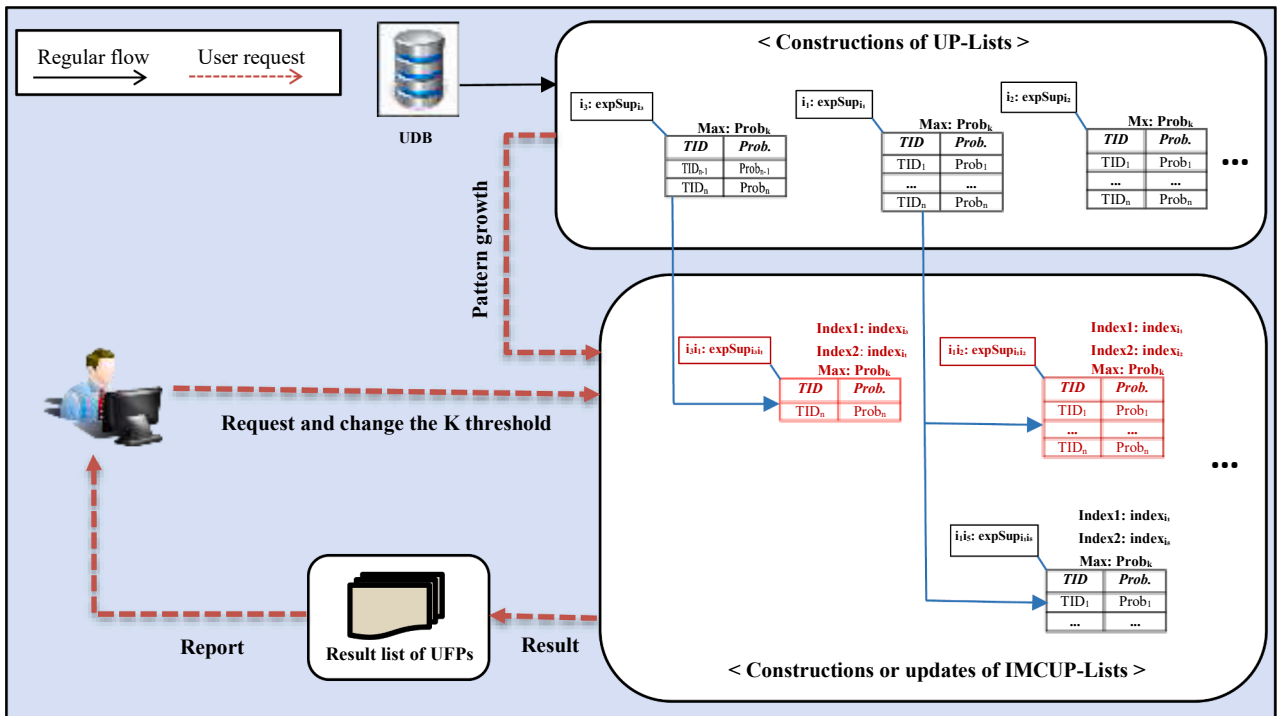 Regular flow
User request
UDB
< Constructions of UP-Lists >
i₃: expSupᵢ₃
Max: Probₖ
TID Prob.
TIDₙ₋₁ Probₙ₋₁
TIDₙ Probₙ
i₁: expSupᵢ₁
Max: Probₖ
TID Prob.
TID₁ Prob₁
... ...
TIDₙ Probₙ
i₂: expSupᵢ₂
Mx: Probₖ
TID Prob.
TID₁ Prob₁
... ...
TIDₙ Probₙ
...
Pattern growth
Request and change the K threshold
i₃i₁: expSupᵢ₃ᵢ₁
Index1: indexᵢ₃
Index2: indexᵢ₁
Max: Probₖ
TID Prob.
TIDₙ Probₙ
i₁i₂: expSupᵢ₁ᵢ₂
Index1: indexᵢ₁
Index2: indexᵢ₂
Max: Probₖ
TID Prob.
TID₁ Prob₁
... ...
TIDₙ Probₙ
...
i₁i₅: expSupᵢ₁ᵢ₅
Index1: indexᵢ₁
Index2: indexᵢ₅
Max: Probₖ
TID Prob.
TID₁ Prob₁
... ...
< Constructions or updates of IMCUP-Lists >
Result
Result list of UFPs
Report